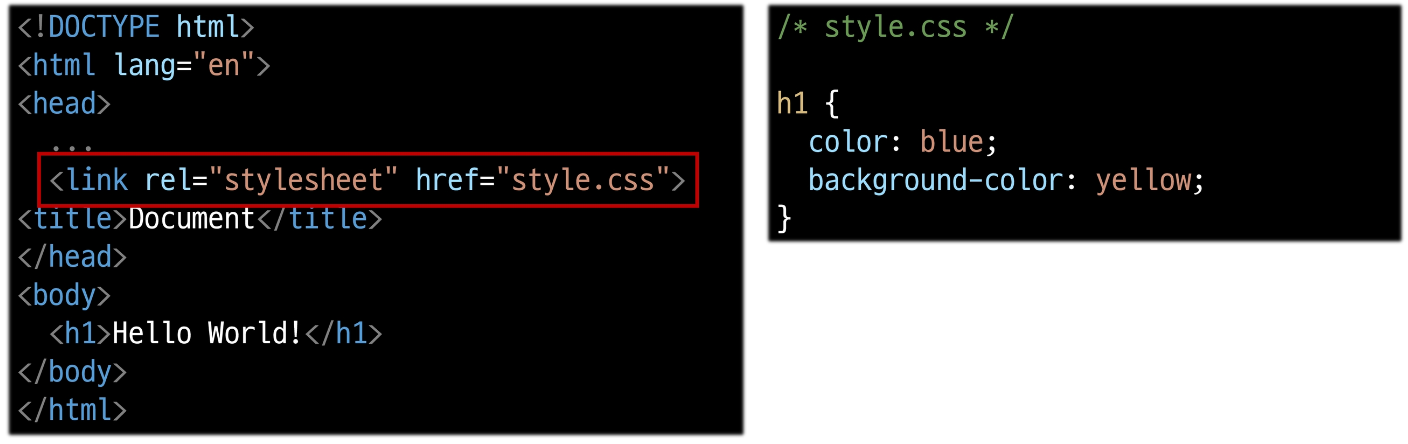 <!DOCTYPE html>
<html lang="en">
<head>
  ...
  <link rel="stylesheet" href="style.css">
<title>Document</title>
</head>
<body>
  <h1>Hello World!</h1>
</body>
</html>
/* style.css */

h1 {
  color: blue;
  background-color: yellow;
}